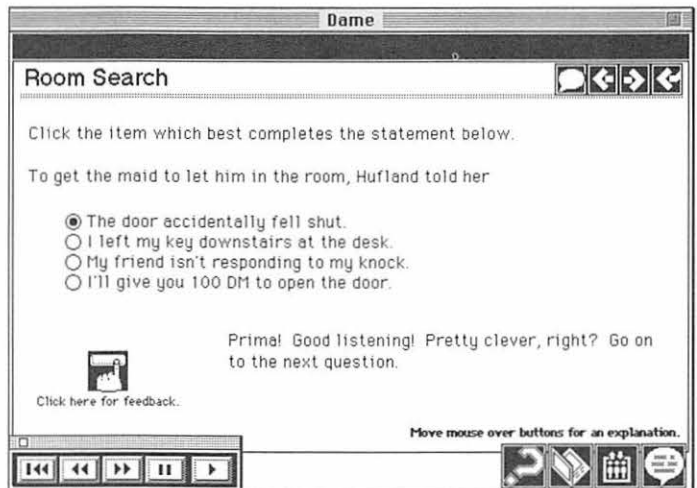 Dame
Room Search
Click the item which best completes the statement below.
To get the maid to let him in the room, Hufland told her
The door accidentally fell shut.
I left my key downstairs at the desk.
My friend isn't responding to my knock.
I'll give you 100 DM to open the door.
Prima! Good listening! Pretty clever, right? Go on
to the next question.
Click here for feedback.
Move mouse over buttons for an explanation.